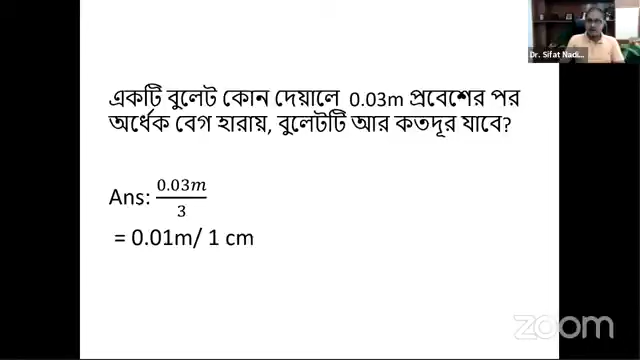 Dr. Sifat Nadi...
একটি বুলেট কোন দেয়ালে 0.03m প্রবেশের পর
অর্ধেক বেগ হারায়, বুলেটটি আর কতদূর যাবে?
Ans: 0.03m/3
= 0.01m/ 1 cm
zoom